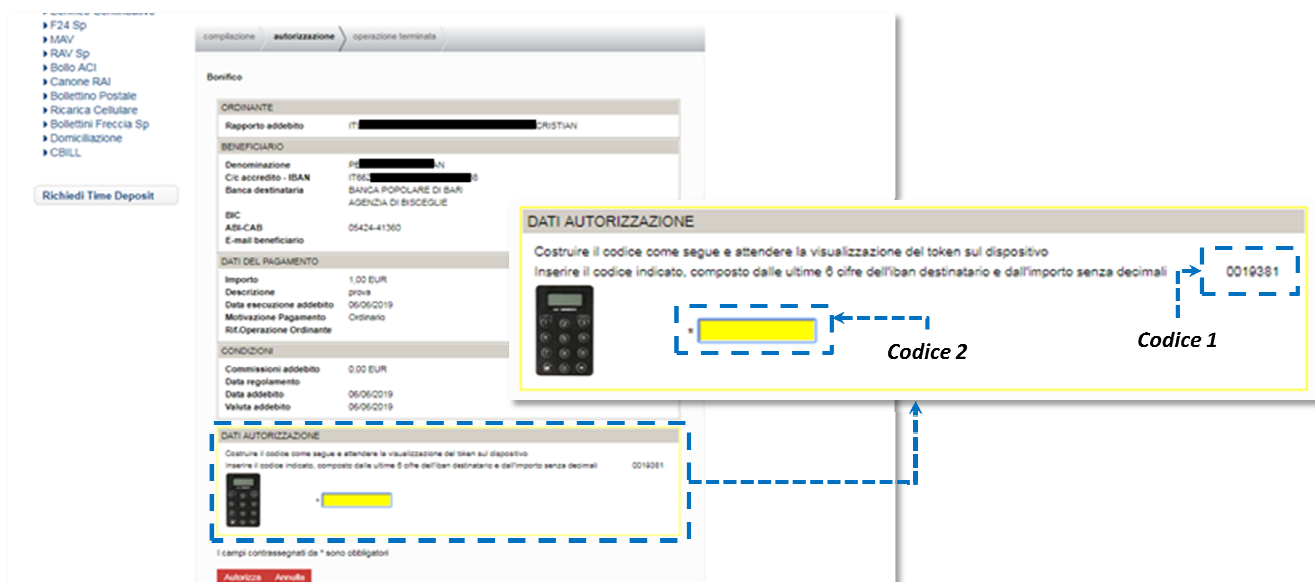 Bonifico Continuativo
F24 Sp
MAV
RAV Sp
Bollo ACI
Canone RAI
Bollettino Postale
Ricarica Cellulare
Bollettini Freccia Sp
Domiciliazione
CBILL
Richiedi Time Deposit
compilazione autorizzazione operazione terminata
Bonifico
ORDINANTE
Rapporto addebito IT CRISTIAN
BENEFICIARIO
Denominazione PE AN
C/c accredito - IBAN IT66 6
Banca destinataria BANCA POPOLARE DI BARI
AGENZIA DI BISCEGLIE
BIC
ABI-CAB 05424-41360
E-mail beneficiario
DATI DEL PAGAMENTO
Importo 1,00 EUR
Descrizione prova
Data esecuzione addebito 06/06/2019
Motivazione Pagamento Ordinario
Rif.Operazione Ordinante
CONDIZIONI
Commissioni addebito 0,00 EUR
Data regolamento
Data addebito 06/06/2019
Valuta addebito 06/06/2019
DATI AUTORIZZAZIONE
Costruire il codice come segue e attendere la visualizzazione del token sul dispositivo
Inserire il codice indicato, composto dalle ultime 6 cifre dell'iban destinatario e dall'importo senza decimali 0019381
*
I campi contrassegnati da * sono obbligatori
Autorizza Annulla
DATI AUTORIZZAZIONE
Costruire il codice come segue e attendere la visualizzazione del token sul dispositivo
Inserire il codice indicato, composto dalle ultime 6 cifre dell'iban destinatario e dall'importo senza decimali 0019381
*
Codice 2
Codice 1